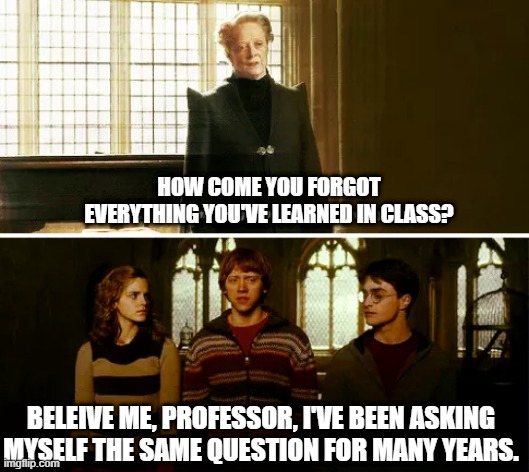 HOW COME YOU FORGOT
EVERYTHING YOU'VE LEARNED IN CLASS?
BELEIVE ME, PROFESSOR, I'VE BEEN ASKING
MYSELF THE SAME QUESTION FOR MANY YEARS.
imgflip.com